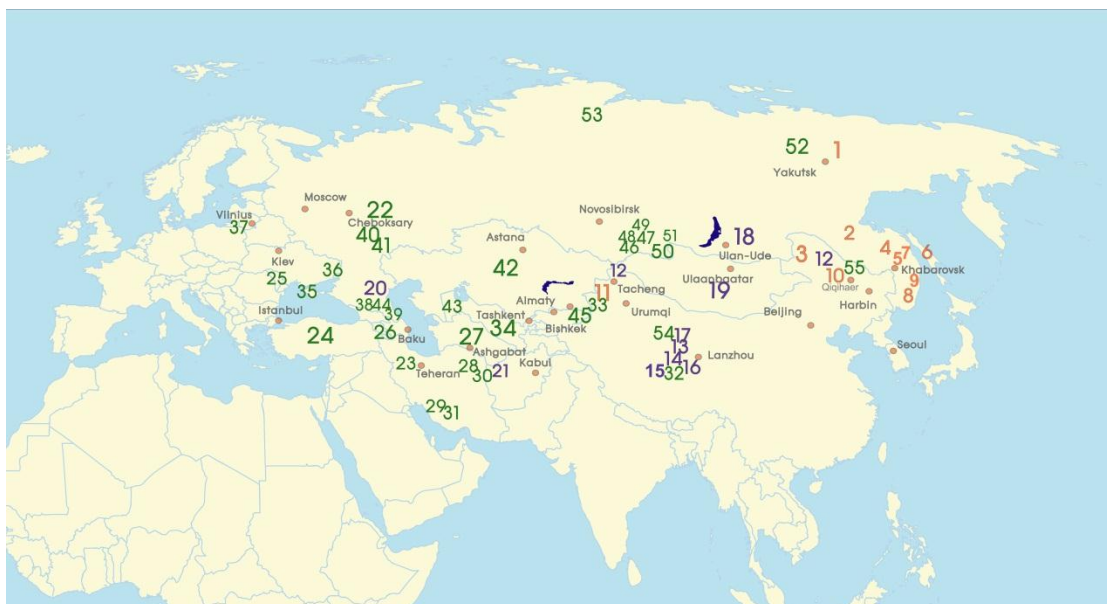 53
52 1
Yakutsk
Moscow
Vilnius
37
22
Cheboksary
40
41
Novosibirsk
49
48 47 51
46 50
18
Ulan-Ude
2
3 12
4 5 7 6
Khabarovsk
55
10
Qiqihaer
9
8
Harbin
Kiev
25 36
35
Astana
42
12
Tacheng
11
Ulaanbaatar
19
20
38 44
39
43
Istanbul
24
26
Baku
Almaty
33
45
Urumqi
Tashkent
34
Bishkek
27
Ashgabat
Beijing
Seoul
54 17
13
14
15 32 16
Lanzhou
23
Teheran
28
30
21
Kabul
29
31